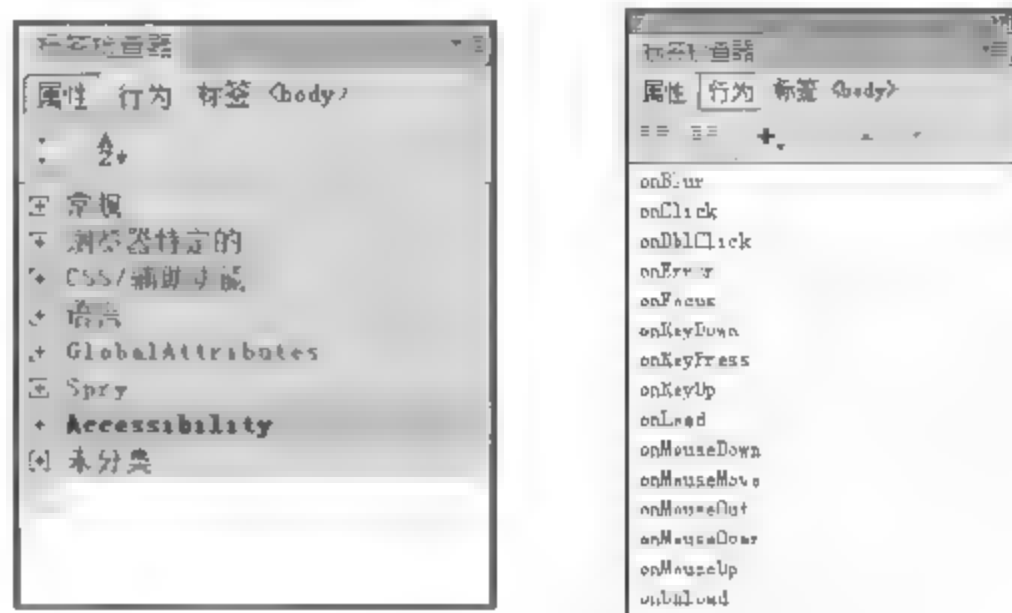 标签检查器
属性 行为 标签 <body>
常规
浏览器特定的
CSS/辅助功能
语言
GlobalAttributes
Spry
Accessibility
未分类
标签检查器
属性 行为 标签 <body>
onBlur
onClick
onDblClick
onError
onFocus
onKeyDown
onKeyPress
onKeyUp
onLoad
onMouseDown
onMouseMove
onMouseOut
onMouseOver
onMouseUp
onUnload